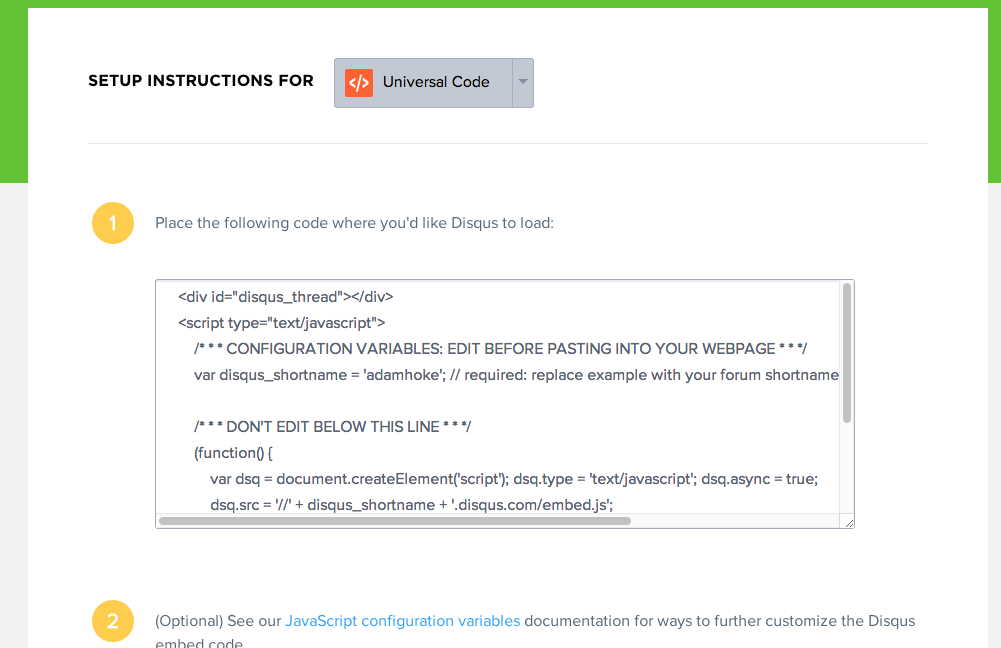 SETUP INSTRUCTIONS FOR
</> Universal Code
1 Place the following code where you'd like Disqus to load:
<div id="disqus_thread"></div>
<script type="text/javascript">
/* * * CONFIGURATION VARIABLES: EDIT BEFORE PASTING INTO YOUR WEBPAGE * * */
var disqus_shortname = 'adamhoke'; // required: replace example with your forum shortname
/* * * DON'T EDIT BELOW THIS LINE * * */
(function() {
var dsq = document.createElement('script'); dsq.type = 'text/javascript'; dsq.async = true;
dsq.src = '//' + disqus_shortname + '.disqus.com/embed.js';
2 (Optional) See our JavaScript configuration variables documentation for ways to further customize the Disqus
embed code.